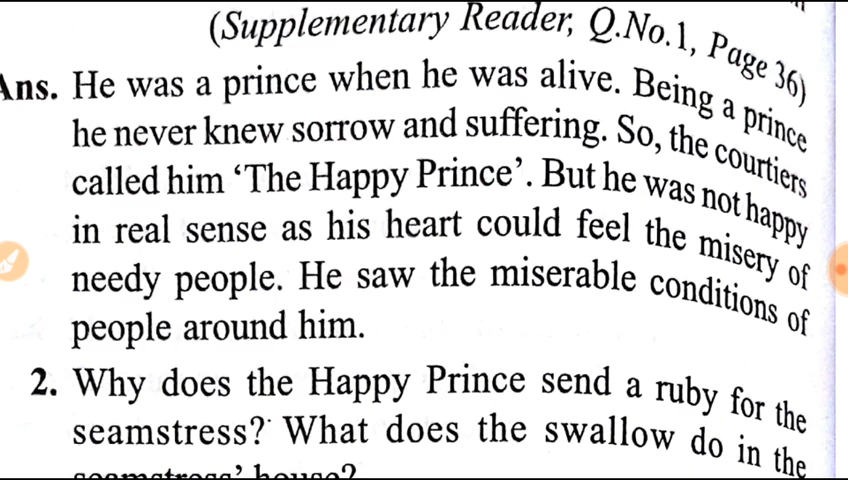 (Supplementary Reader, Q.No.1, Page 36)
Ans. He was a prince when he was alive. Being a prince
he never knew sorrow and suffering. So, the courtiers
called him ‘The Happy Prince’. But he was not happy
in real sense as his heart could feel the misery of
needy people. He saw the miserable conditions of
people around him.
2. Why does the Happy Prince send a ruby for the
seamstress? What does the swallow do in the
seamstress’ house?